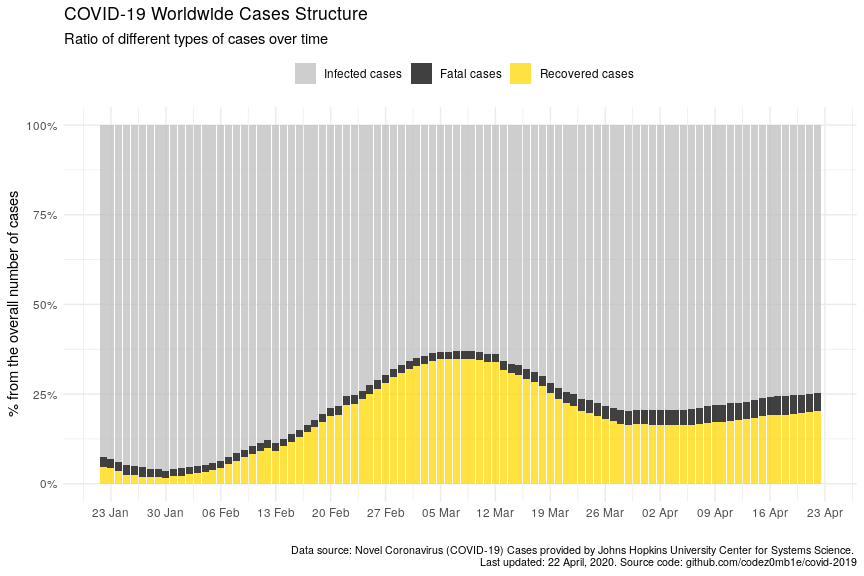 COVID-19 Worldwide Cases Structure
Ratio of different types of cases over time
Infected cases Fatal cases Recovered cases
% from the overall number of cases
100%
75%
50%
25%
0%
23 Jan 30 Jan 06 Feb 13 Feb 20 Feb 27 Feb 05 Mar 12 Mar 19 Mar 26 Mar 02 Apr 09 Apr 16 Apr 23 Apr
Data source: Novel Coronavirus (COVID-19) Cases provided by Johns Hopkins University Center for Systems Science.
Last updated: 22 April, 2020. Source code: github.com/codez0mb1e/covid-2019